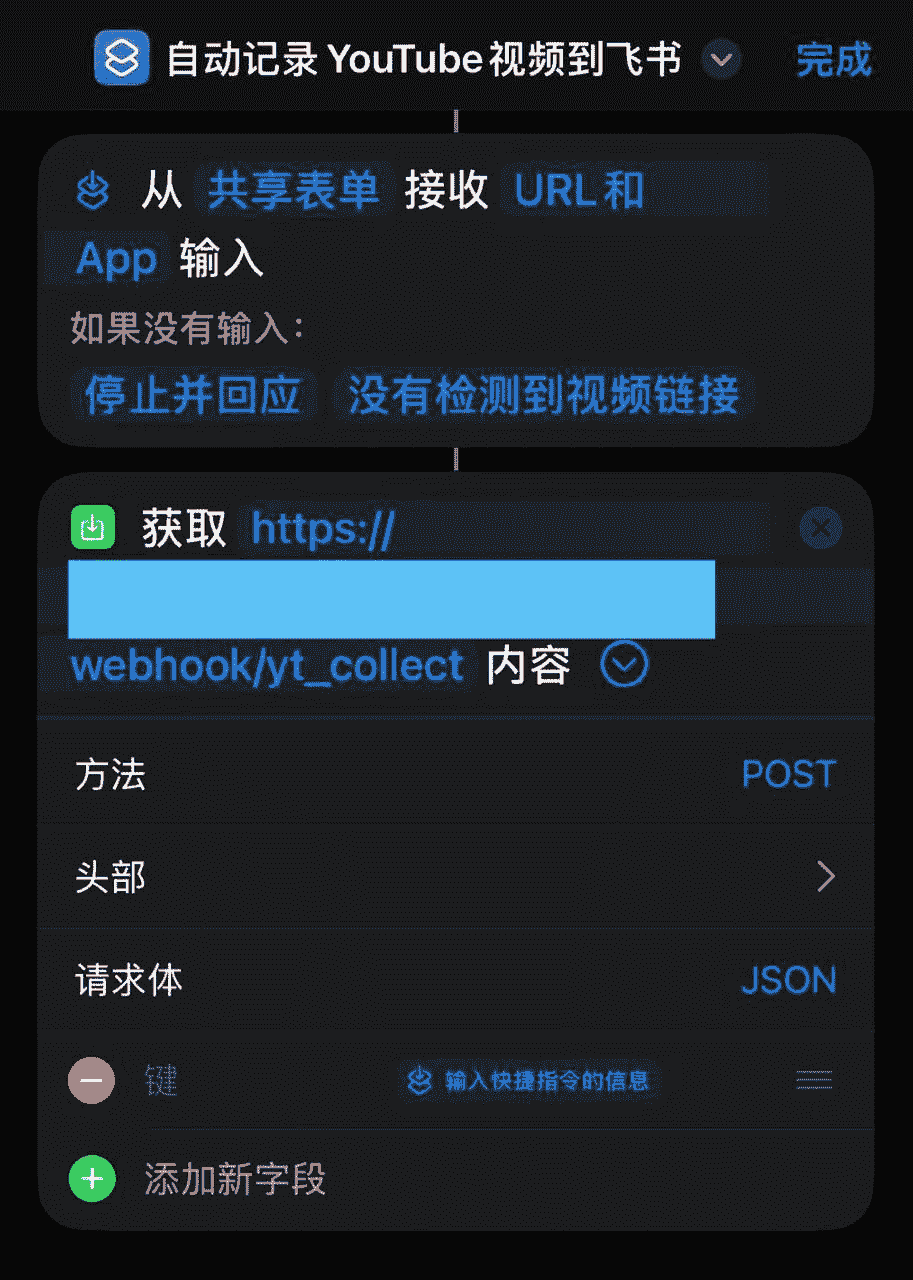 自动记录 YouTube 视频到飞书
完成
从 共享表单 接收 URL 和
App 输入
如果没有输入：
停止并回应 没有检测到视频链接
获取 https://
webhook/yt_collect 内容
方法 POST
头部
请求体 JSON
键 输入快捷指令的信息
添加新字段